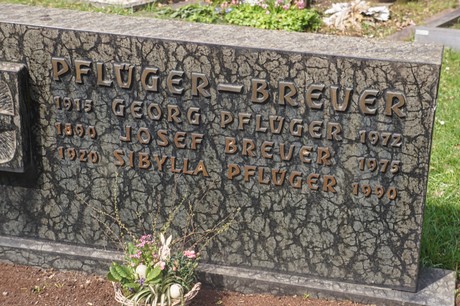 PFLÜGER-BREUER
1915 GEORG PFLÜGER 1972
1890 JOSEF BREUER 1975
1920 SIBYLLA PFLÜGER 1990